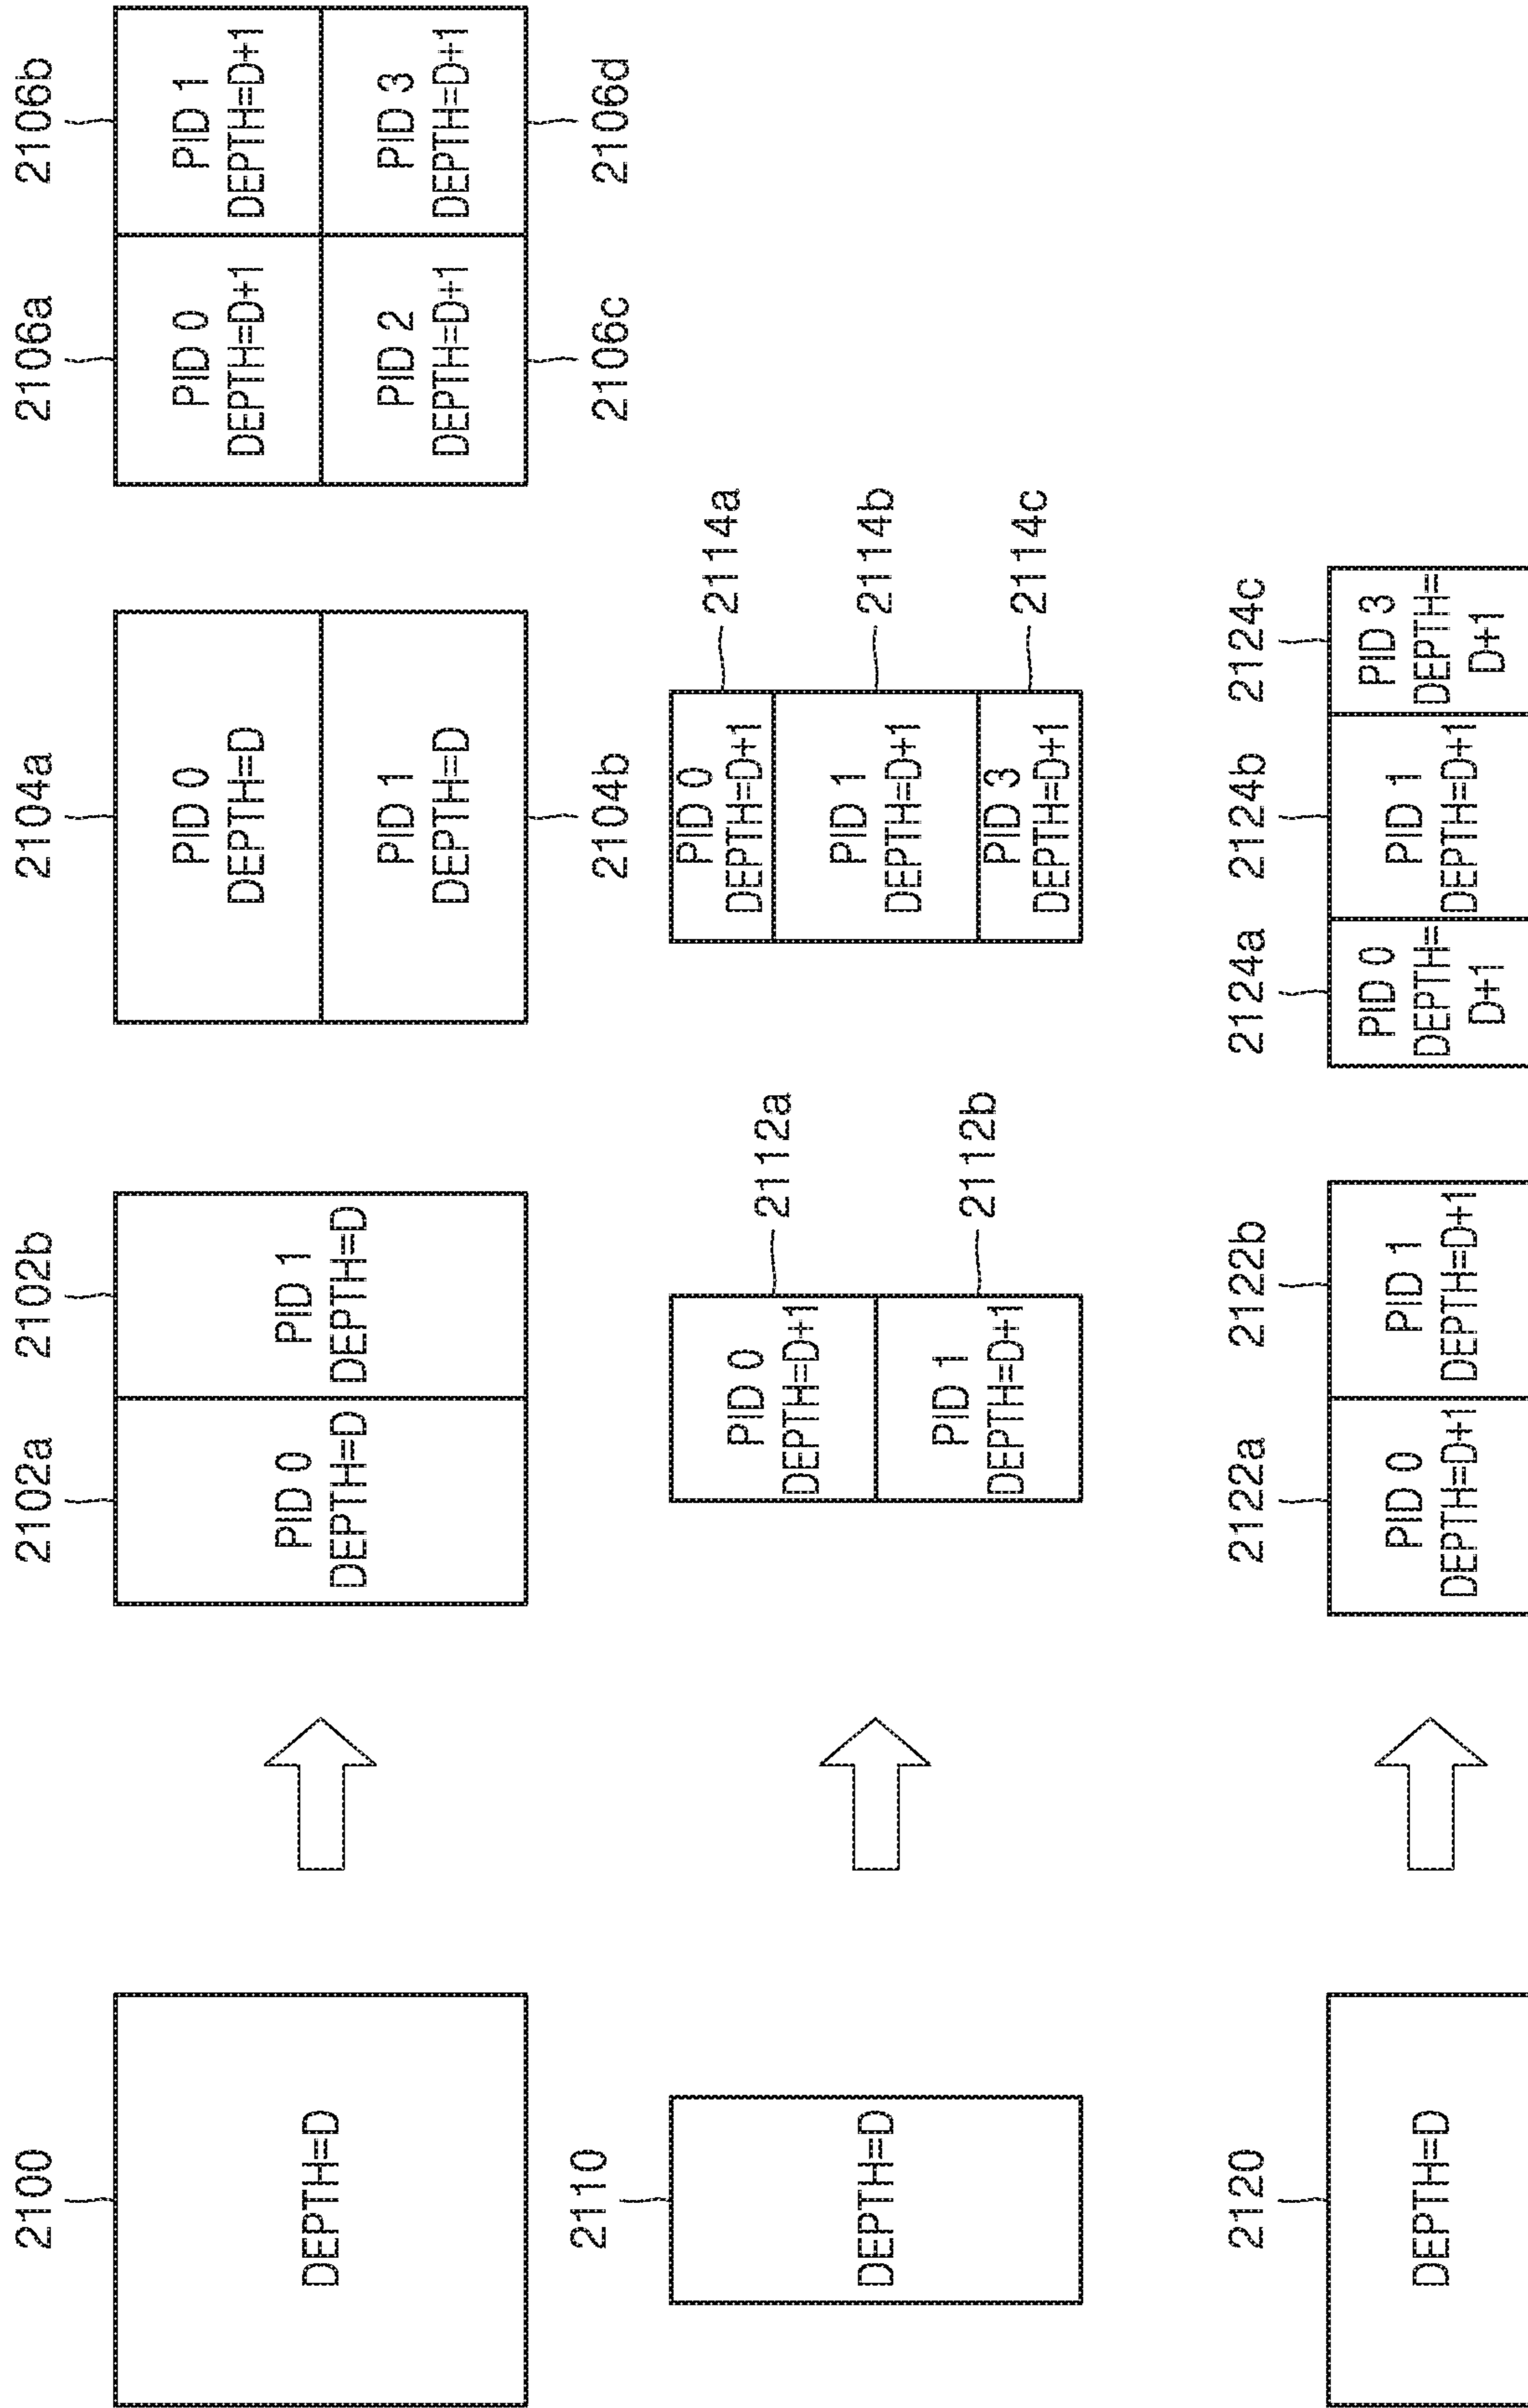 2100
DEPTH=D
2102a
2102b
PID 0
DEPTH=D
PID 1
DEPTH=D
2104a
PID 0
DEPTH=D
PID 1
DEPTH=D
2104b
2106a
2106b
PID 0
DEPTH=D+1
PID 1
DEPTH=D+1
PID 2
DEPTH=D+1
PID 3
DEPTH=D+1
2106c
2106d
2110
DEPTH=D
PID 0
DEPTH=D+1
2112a
PID 1
DEPTH=D+1
2112b
PID 0
DEPTH=D+1
2114a
PID 1
DEPTH=D+1
2114b
PID 3
DEPTH=D+1
2114c
2120
DEPTH=D
2122a
2122b
PID 0
DEPTH=D+1
PID 1
DEPTH=D+1
2124a
2124b
2124c
PID 0
DEPTH=
D+1
PID 1
DEPTH=D+1
PID 3
DEPTH=
D+1